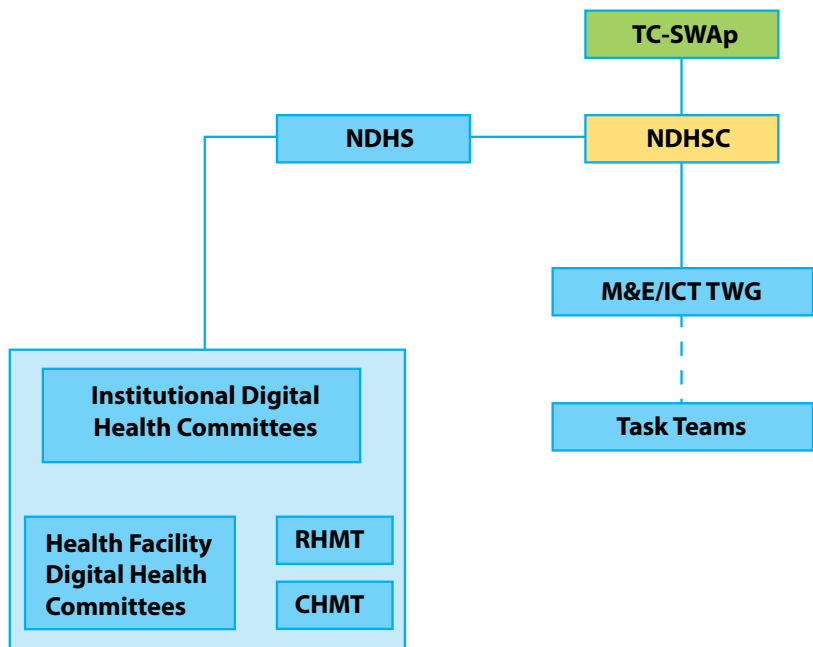 TC-SWAp
NDHS
NDHSC
M&E/ICT TWG
Institutional Digital
Health Committees
Task Teams
Health Facility
Digital Health
Committees
RHMT
CHMT